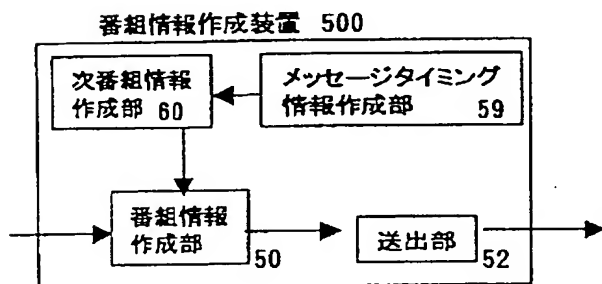 番組情報作成装置 500
次番組情報
作成部 60
メッセージタイミング
情報作成部 59
番組情報
作成部
50
送出部
52